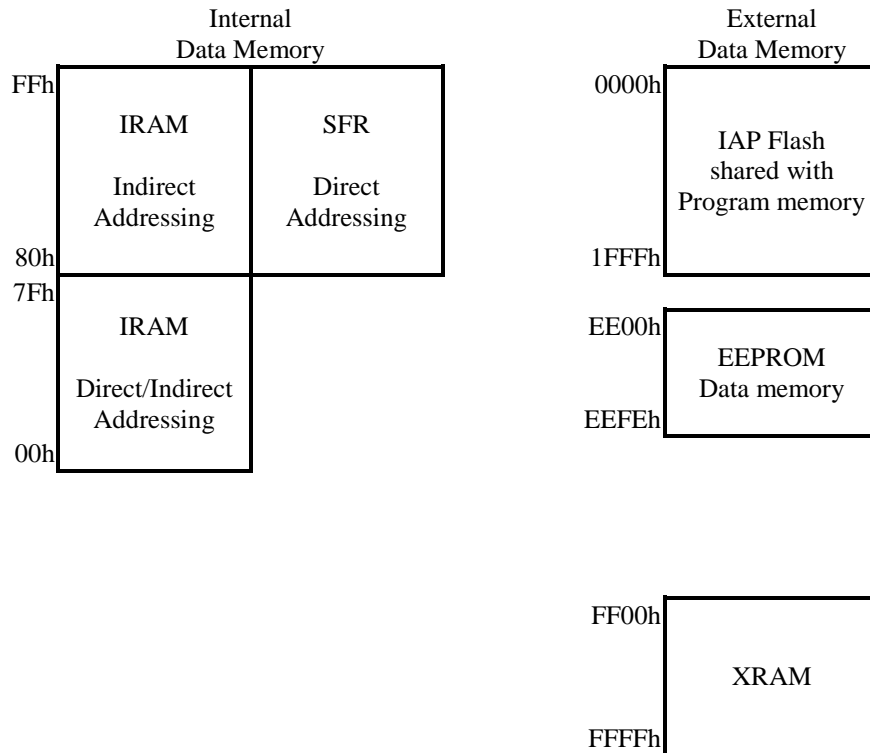 Internal
Data Memory
FFh
IRAM
Indirect
Addressing
80h
SFR
Direct
Addressing
7Fh
IRAM
Direct/Indirect
Addressing
00h
External
Data Memory
0000h
IAP Flash
shared with
Program memory
1FFFh
EE00h
EEPROM
Data memory
EEFEh
FF00h
XRAM
FFFFh